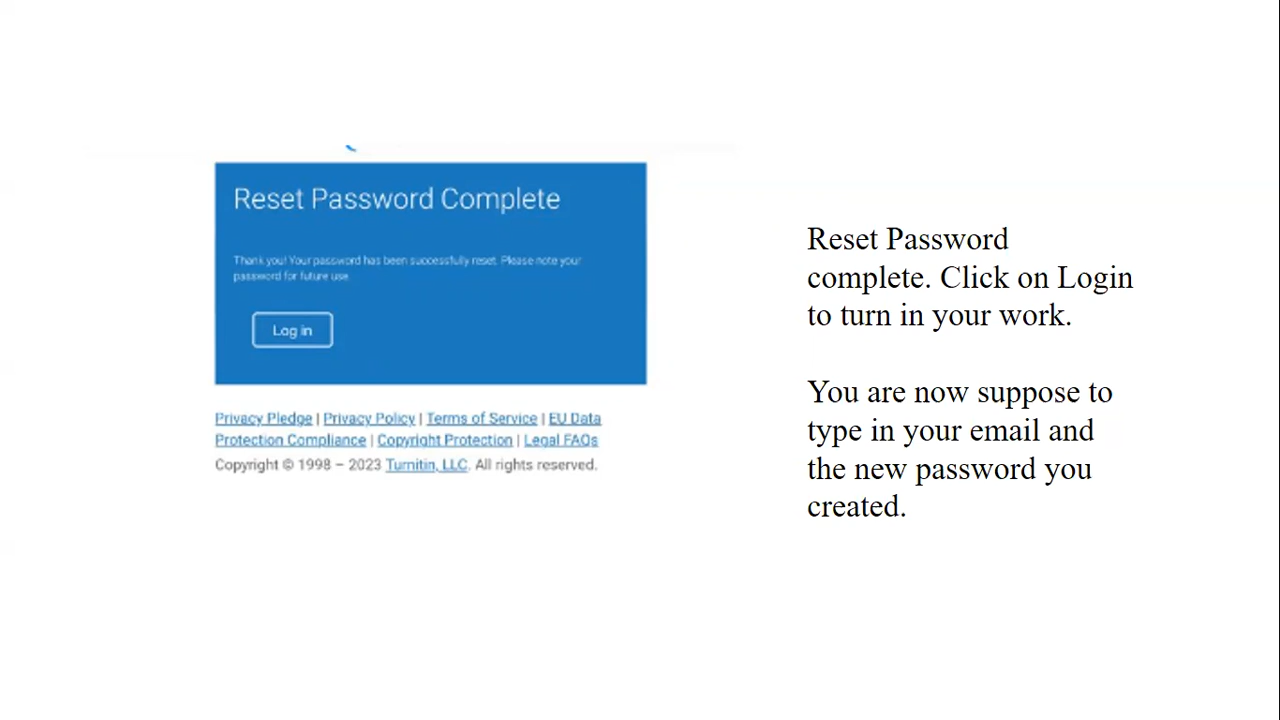 Reset Password Complete
Thank you! Your password has been successfully reset. Please note your
password for future use.
Log in
Privacy Pledge | Privacy Policy | Terms of Service | EU Data
Protection Compliance | Copyright Protection | Legal FAQs
Copyright © 1998 – 2023 Turnitin, LLC. All rights reserved.
Reset Password
complete. Click on Login
to turn in your work.
You are now suppose to
type in your email and
the new password you
created.